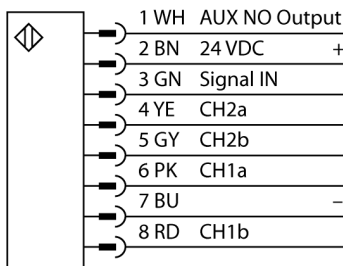 1 WH AUX NO Output
2 BN 24 VDC +
3 GN Signal IN
4 YE CH2a
5 GY CH2b
6 PK CH1a
7 BU –
8 RD CH1b